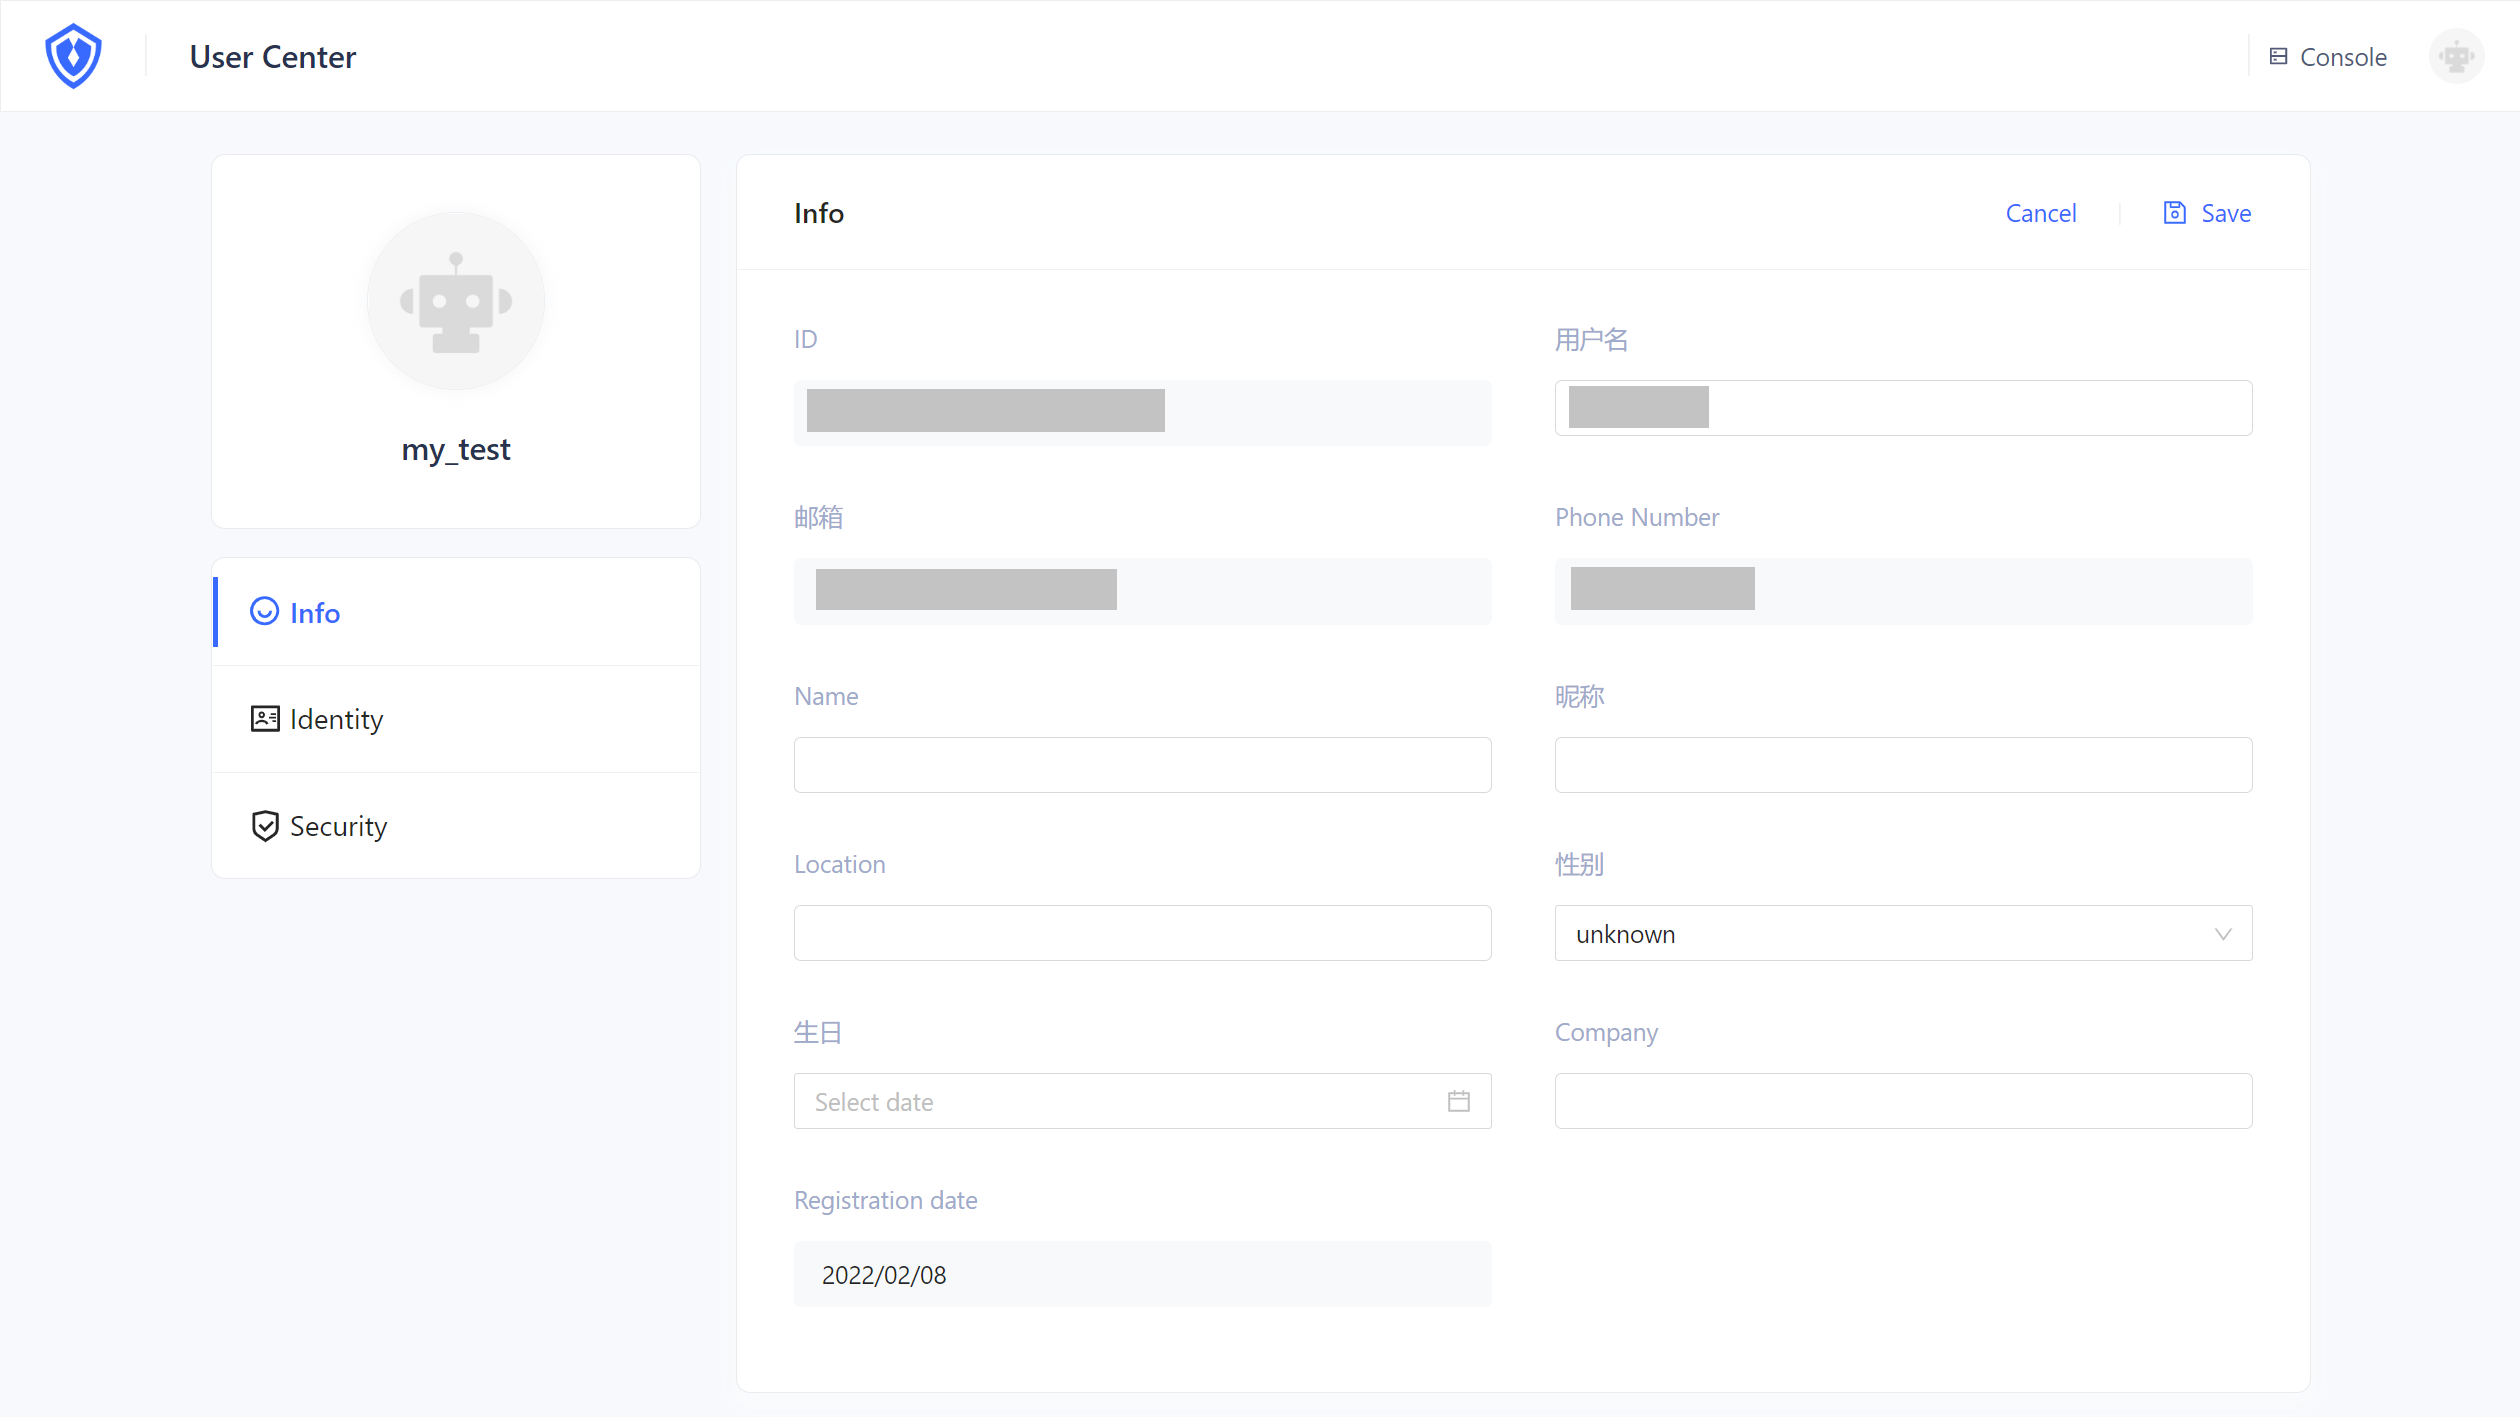 User Center
Console
my_test
Info
Identity
Security
Info
Cancel
Save
ID
用户名
邮箱
Phone Number
Name
昵称
Location
性别
unknown
生日
Company
Select date
Registration date
2022/02/08